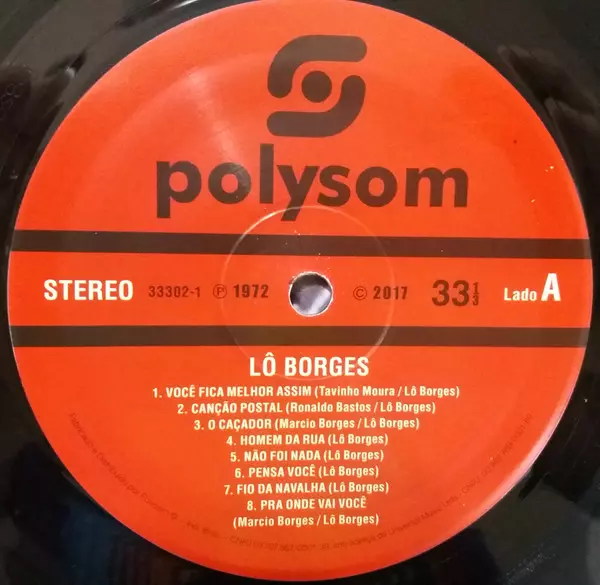 polysom
STEREO 33302-1 ℗ 1972 © 2017 33 1/3 Lado A
LÔ BORGES
1. VOCÊ FICA MELHOR ASSIM (Tavinho Moura / Lô Borges)
2. CANÇÃO POSTAL (Ronaldo Bastos / Lô Borges)
3. O CAÇADOR (Marcio Borges / Lô Borges)
4. HOMEM DA RUA (Lô Borges)
5. NÃO FOI NADA (Lô Borges)
6. PENSA VOCÊ (Lô Borges)
7. FIO DA NAVALHA (Lô Borges)
8. PRA ONDE VAI VOCÊ
(Marcio Borges / Lô Borges)